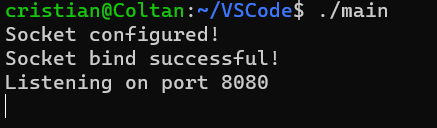 cristian@Coltan:~/VSCode$ ./main
Socket configured!
Socket bind successful!
Listening on port 8080